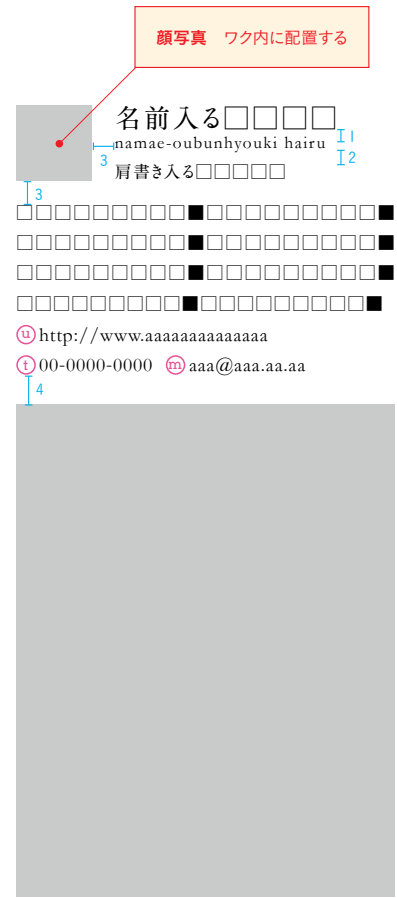 顔写真　ワク内に配置する
名前入る□□□□
namae-oubunhyouki hairu
1
2
肩書き入る□□□□□
3
3
□□□□□□□□□■□□□□□□□□□■
□□□□□□□□□■□□□□□□□□□■
□□□□□□□□□■□□□□□□□□□■
□□□□□□□□□■□□□□□□□□□■
u http://www.aaaaaaaaaaaaaa
t 00-0000-0000 m aaa@aaa.aa.aa
4